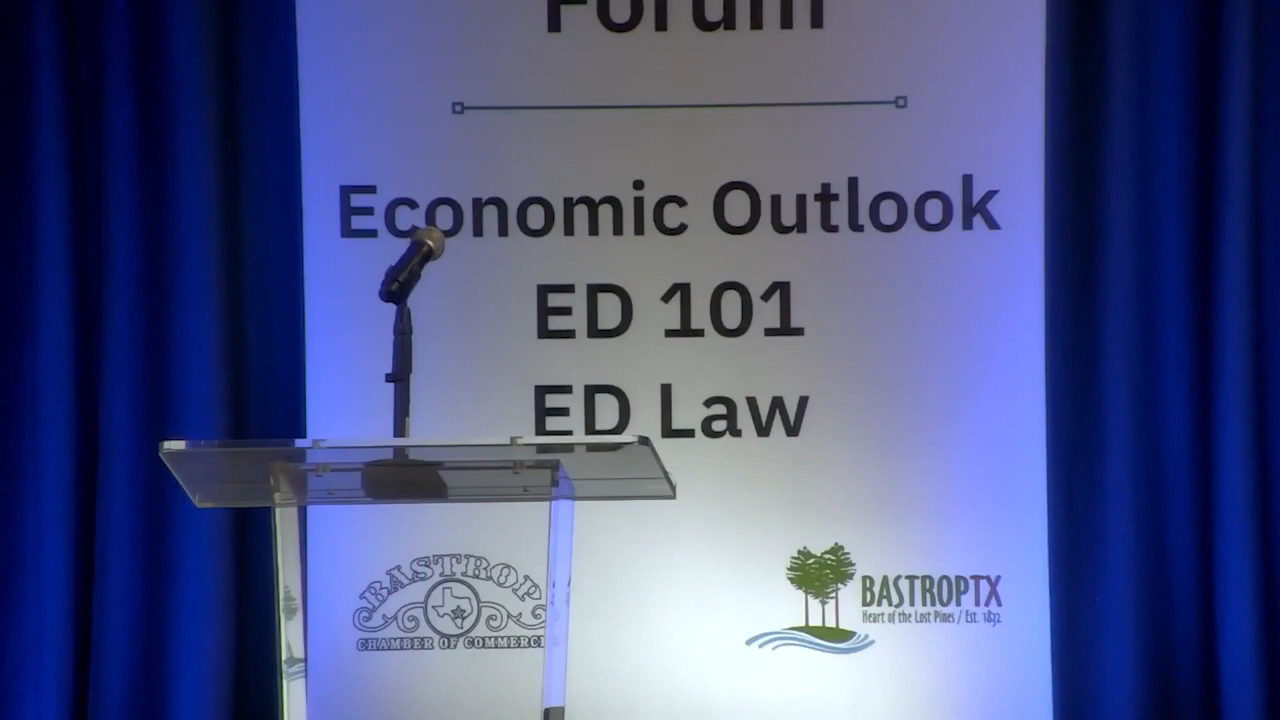 Forum
Economic Outlook
ED 101
ED Law
BASTROP
CHAMBER OF COMMERCE
BASTROPTX
Heart of the Lost Pines / Est. 1832